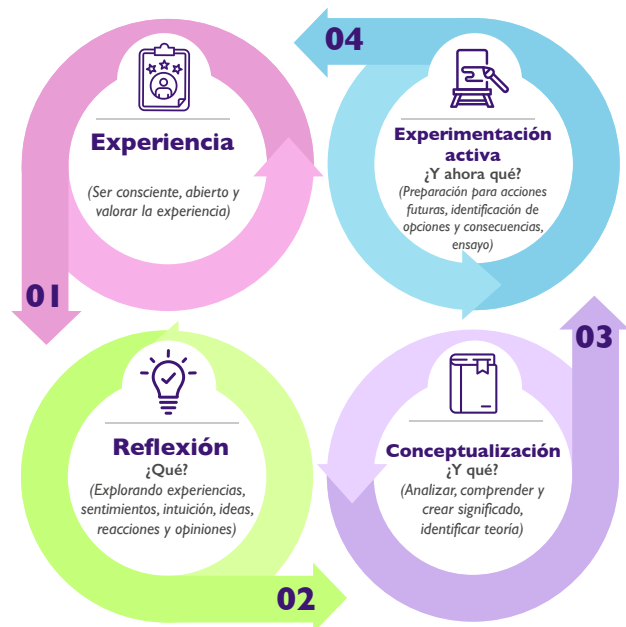 01
Experiencia
(Ser consciente, abierto y
valorar la experiencia)
02
Reflexión
¿Qué?
(Explorando experiencias,
sentimientos, intuición, ideas,
reacciones y opiniones)
03
Conceptualización
¿Y qué?
(Analizar, comprender y
crear significado,
identificar teoría)
04
Experimentación
activa
¿Y ahora qué?
(Preparación para acciones
futuras, identificación de
opciones y consecuencias,
ensayo)